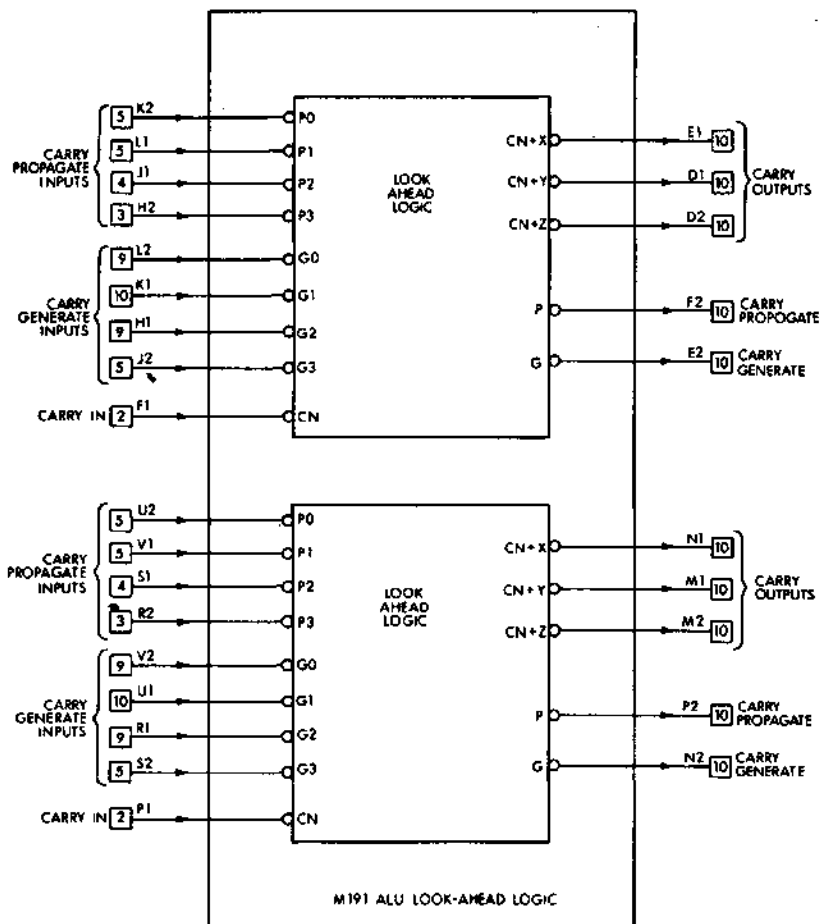 CARRY
PROPAGATE
INPUTS
5 K2 P0
5 L1 P1
4 J1 P2
3 H2 P3
CARRY
GENERATE
INPUTS
9 L2 G0
10 K1 G1
9 H1 G2
5 J2 G3
CARRY IN 2 F1 CN
LOOK
AHEAD
LOGIC
CN+X E1 10
CN+Y D1 10
CN+Z D2 10
CARRY
OUTPUTS
P F2 10 CARRY
PROPOGATE
G E2 10 CARRY
GENERATE
CARRY
PROPAGATE
INPUTS
5 U2 P0
5 V1 P1
4 S1 P2
3 R2 P3
CARRY
GENERATE
INPUTS
9 V2 G0
10 U1 G1
9 R1 G2
5 S2 G3
CARRY IN 2 P1 CN
LOOK
AHEAD
LOGIC
CN+X N1 10
CN+Y M1 10
CN+Z M2 10
CARRY
OUTPUTS
P P2 10 CARRY
PROPAGATE
G N2 10 CARRY
GENERATE
M191 ALU LOOK-AHEAD LOGIC